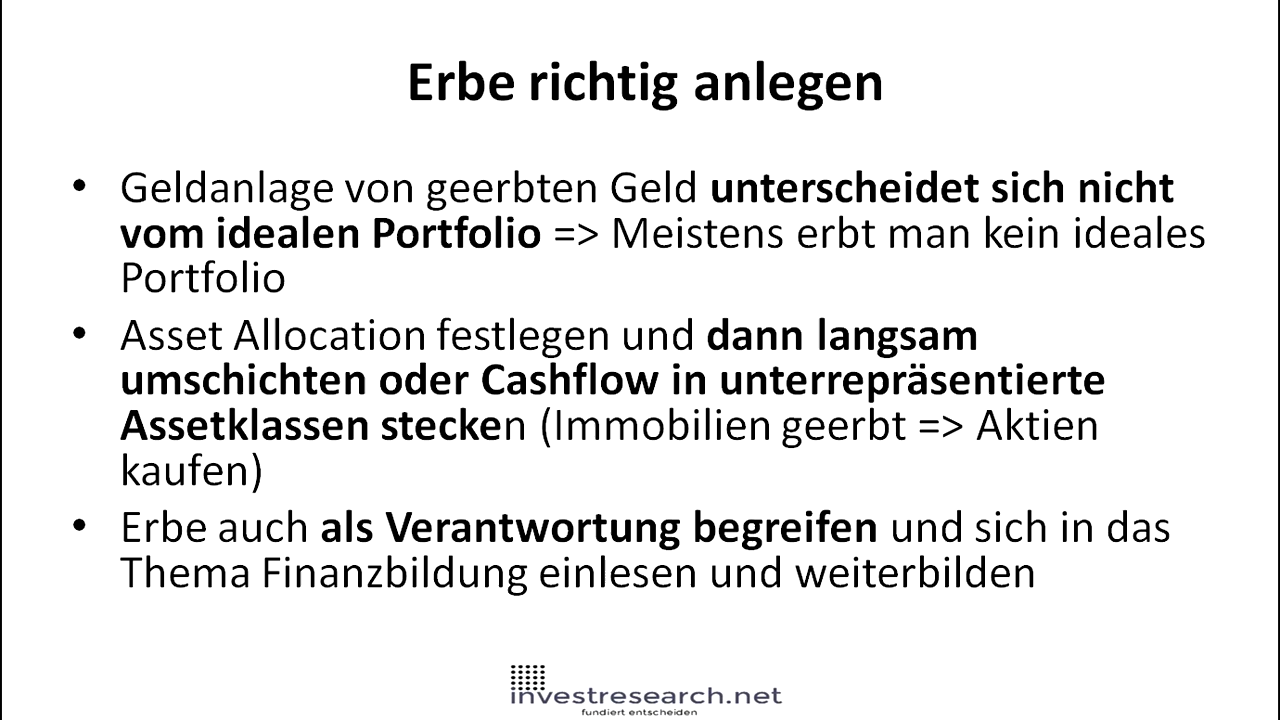 Erbe richtig anlegen
• Geldanlage von geerbten Geld unterscheidet sich nicht
vom idealen Portfolio => Meistens erbt man kein ideales
Portfolio
• Asset Allocation festlegen und dann langsam
umschichten oder Cashflow in unterrepräsentierte
Assetklassen stecken (Immobilien geerbt => Aktien
kaufen)
• Erbe auch als Verantwortung begreifen und sich in das
Thema Finanzbildung einlesen und weiterbilden
investresearch.net
fundiert entscheiden